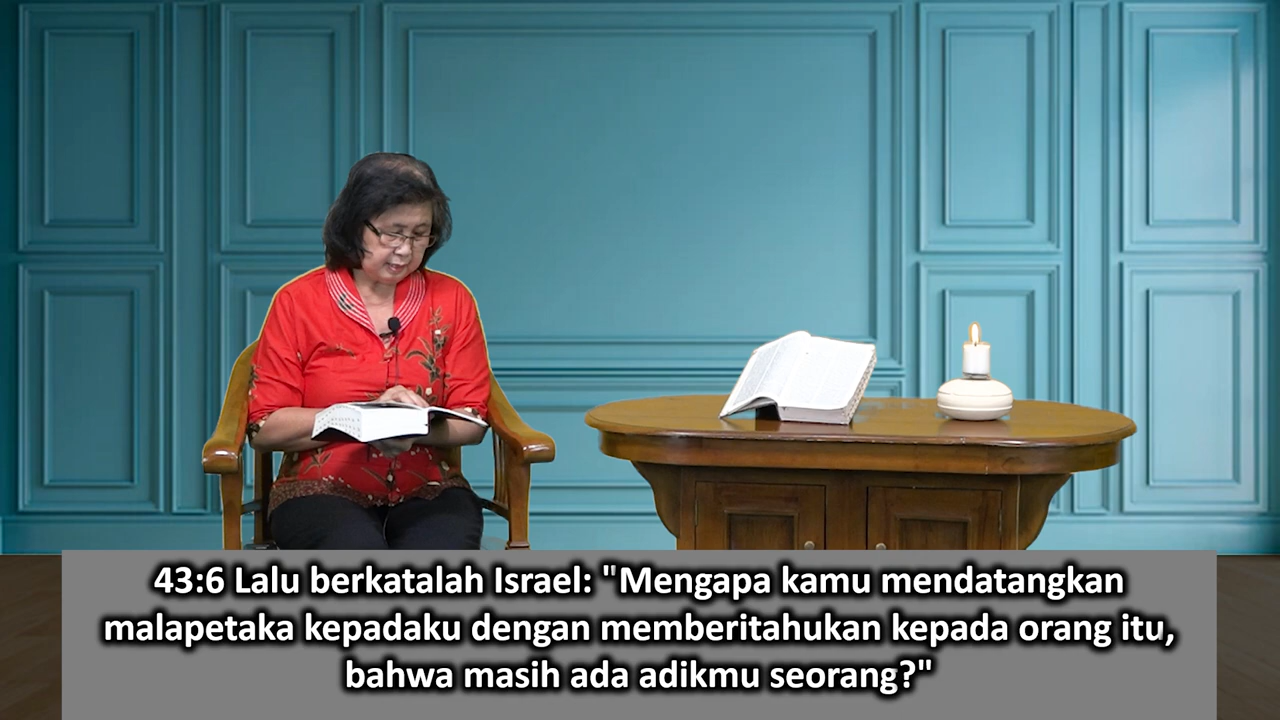 43:6 Lalu berkatalah Israel: "Mengapa kamu mendatangkan
malapetaka kepadaku dengan memberitahukan kepada orang itu,
bahwa masih ada adikmu seorang?"